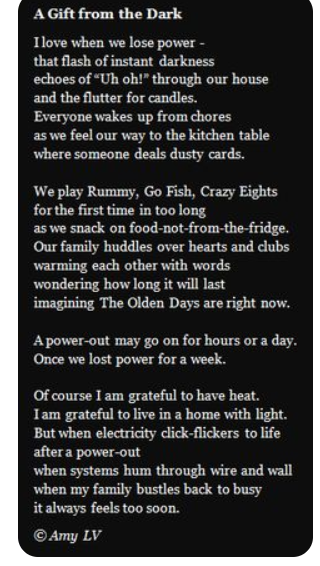 A Gift from the Dark
I love when we lose power -
that flash of instant darkness
echoes of “Uh oh!” through our house
and the flutter for candles.
Everyone wakes up from chores
as we feel our way to the kitchen table
where someone deals dusty cards.
We play Rummy, Go Fish, Crazy Eights
for the first time in too long
as we snack on food-not-from-the-fridge.
Our family huddles over hearts and clubs
warming each other with words
wondering how long it will last
imagining The Olden Days are right now.
A power-out may go on for hours or a day.
Once we lost power for a week.
Of course I am grateful to have heat.
I am grateful to live in a home with light.
But when electricity click-flickers to life
after a power-out
when systems hum through wire and wall
when my family bustles back to busy
it always feels too soon.
© Amy LV